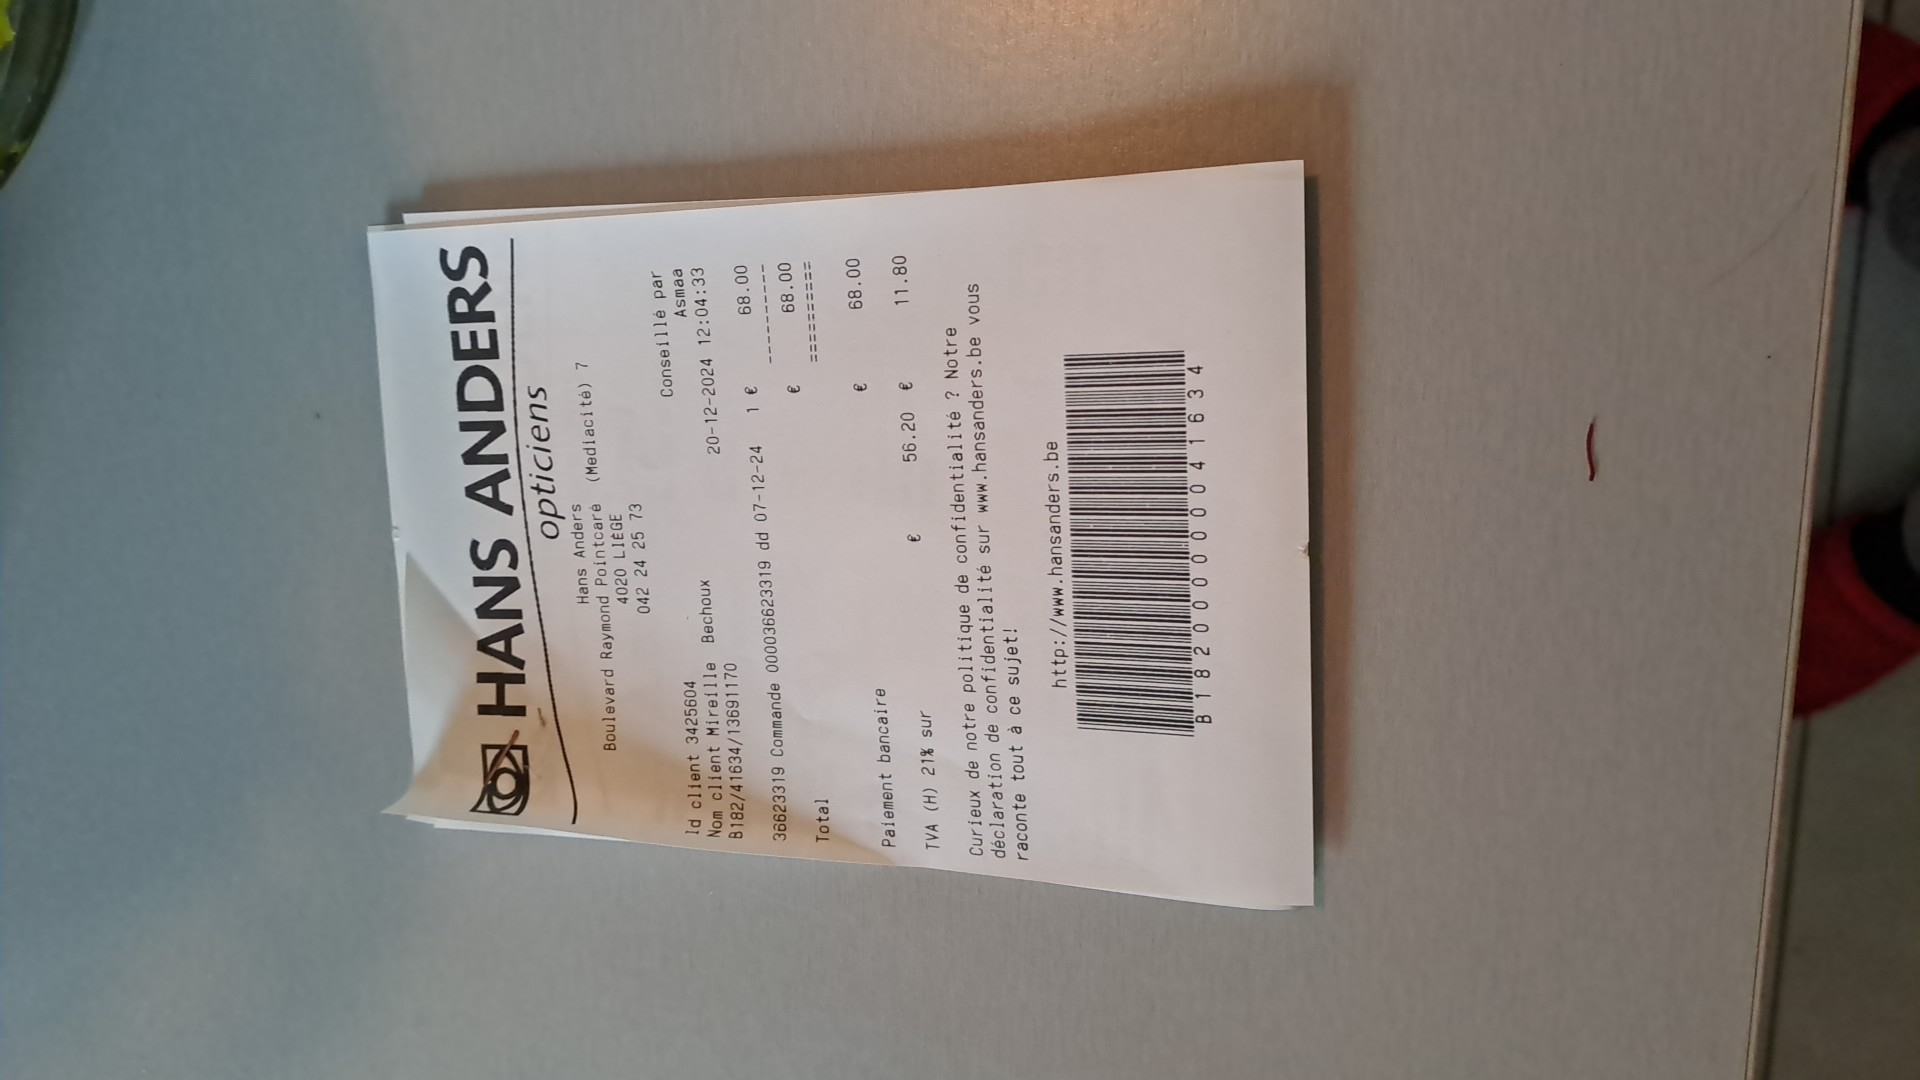 HANS ANDERS
opticiens
Hans Anders
Boulevard Raymond Pointcaré (Mediacité) 7
4020 LIÈGE
042 24 25 73
Conseillé par
Id client 3425604 Asmaa
Nom client Mireille Bechoux 20-12-2024 12:04:33
B182/41634/13691170
36623319 Commande 000036623319 dd 07-12-24 1 € 68.00
----------
Total € 68.00
=========
Paiement bancaire € 68.00
TVA (H) 21% sur € 56.20 € 11.80
Curieux de notre politique de confidentialité ? Notre
déclaration de confidentialité sur www.hansanders.be vous
raconte tout à ce sujet!
http://www.hansanders.be
B182000000041634